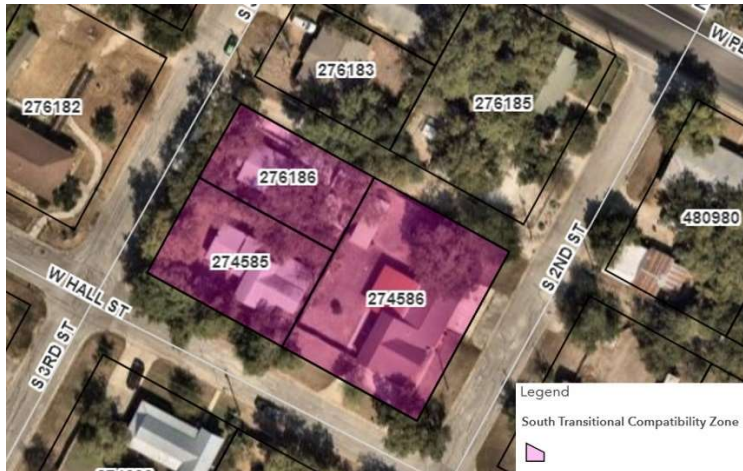 276183
276182
276185
276186
480980
274585
274586
S 2ND ST
W HALL ST
S 3RD ST
Legend
South Transitional Compatibility Zone